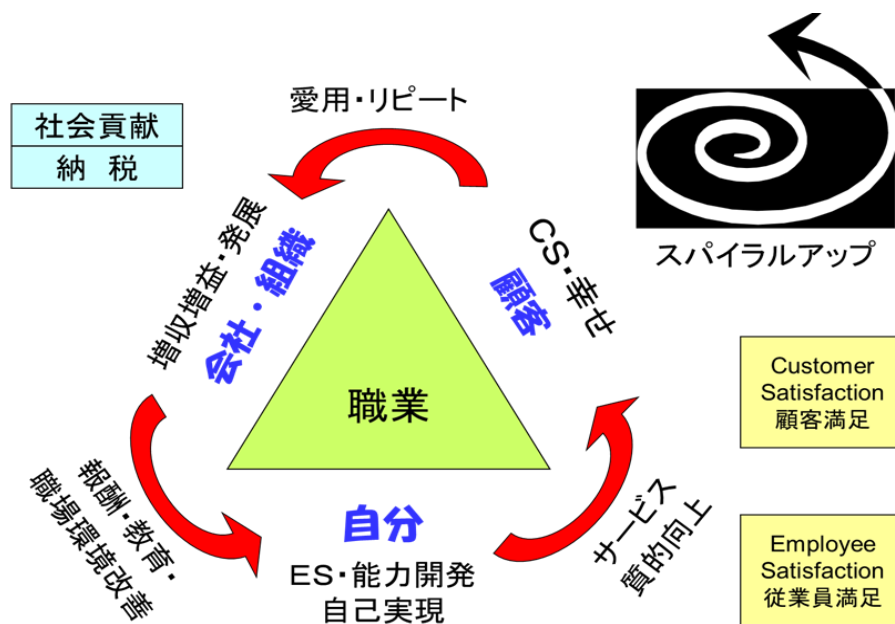 愛用・リピート
社会貢献
納 税
スパイラルアップ
増収増益・発展
会社・組織
CS・幸せ
顧客
職業
Customer
Satisfaction
顧客満足
報酬・教育・
職場環境改善
自分
ES・能力開発
自己実現
サービス
質的向上
Employee
Satisfaction
従業員満足